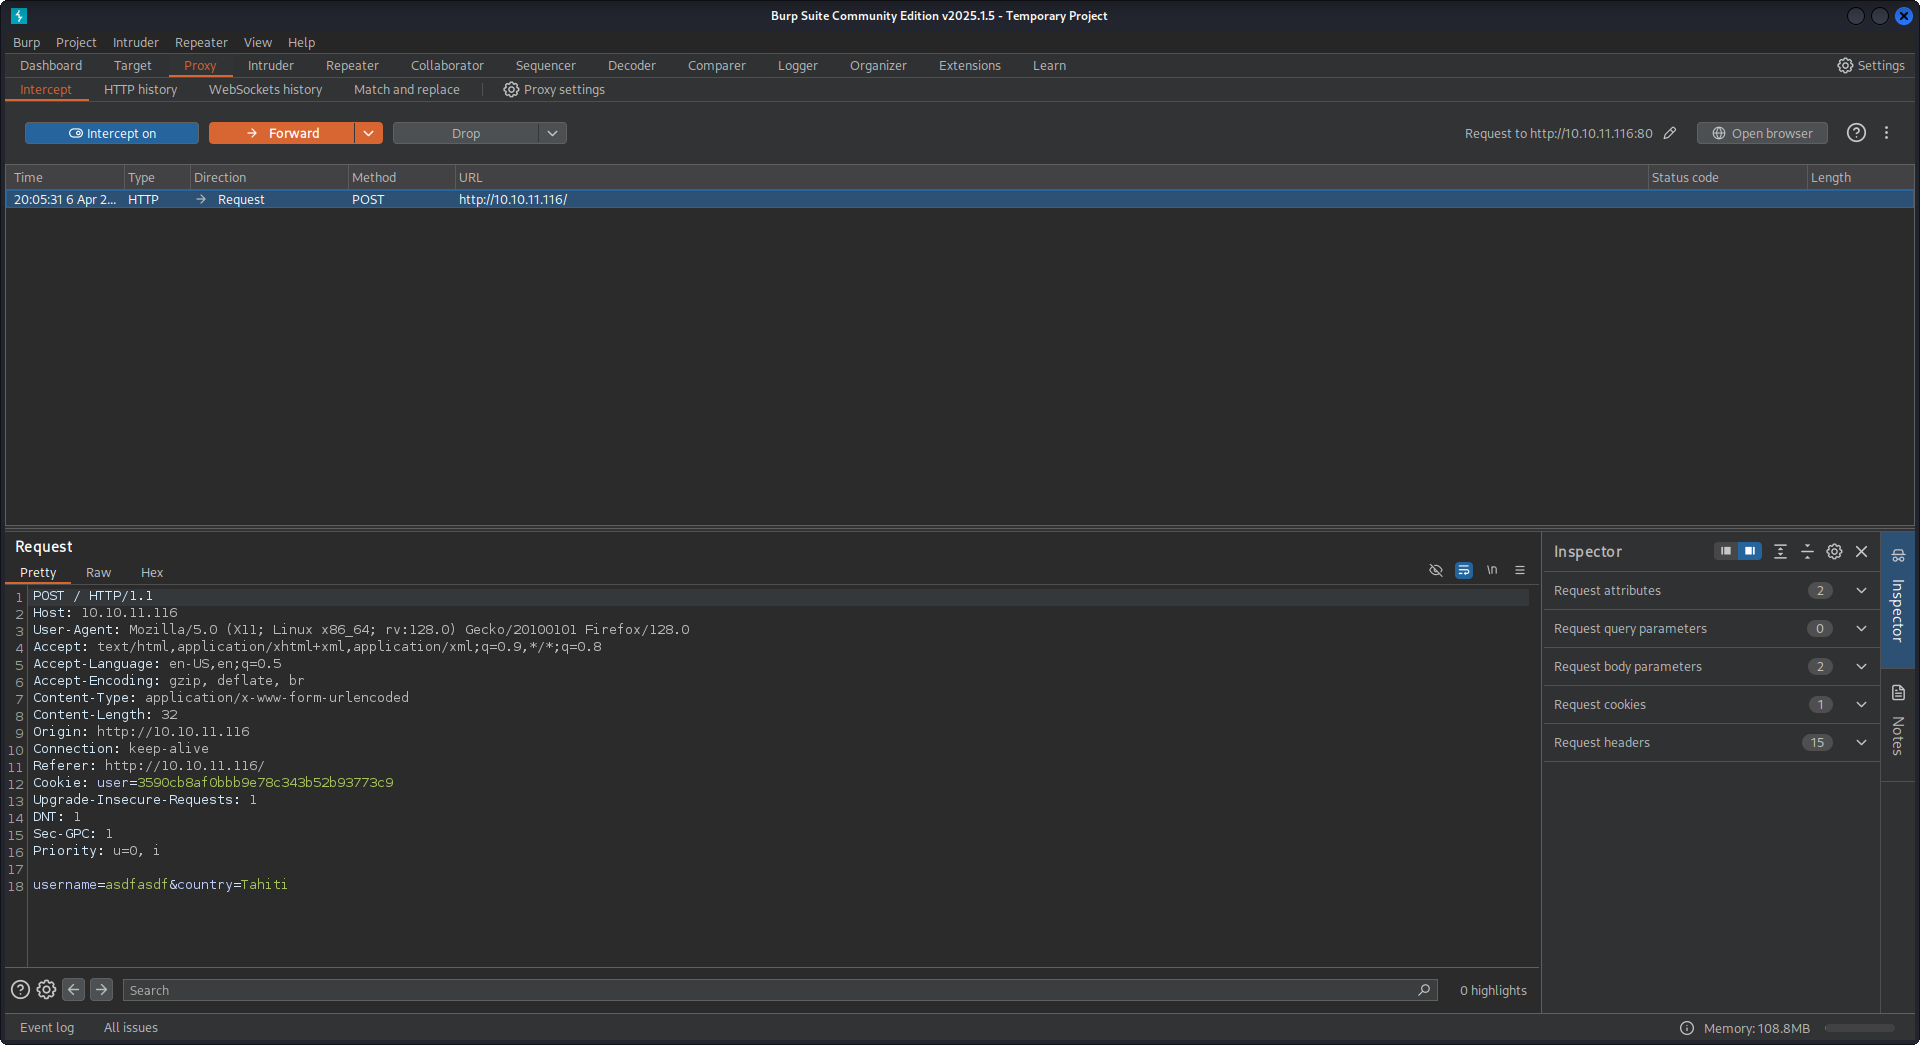 Burp Suite Community Edition v2025.1.5 - Temporary Project
Burp Project Intruder Repeater View Help
Dashboard Target Proxy Intruder Repeater Collaborator Sequencer Decoder Comparer Logger Organizer Extensions Learn Settings
Intercept HTTP history WebSockets history Match and replace Proxy settings
Intercept on Forward Drop Request to http://10.10.11.116:80 Open browser
Time Type Direction Method URL Status code Length
20:05:31 6 Apr 2... HTTP Request POST http://10.10.11.116/
Request
Pretty Raw Hex \n
1 POST / HTTP/1.1
2 Host: 10.10.11.116
3 User-Agent: Mozilla/5.0 (X11; Linux x86_64; rv:128.0) Gecko/20100101 Firefox/128.0
4 Accept: text/html,application/xhtml+xml,application/xml;q=0.9,*/*;q=0.8
5 Accept-Language: en-US,en;q=0.5
6 Accept-Encoding: gzip, deflate, br
7 Content-Type: application/x-www-form-urlencoded
8 Content-Length: 32
9 Origin: http://10.10.11.116
10 Connection: keep-alive
11 Referer: http://10.10.11.116/
12 Cookie: user=3590cb8af0bbb9e78c343b52b93773c9
13 Upgrade-Insecure-Requests: 1
14 DNT: 1
15 Sec-GPC: 1
16 Priority: u=0, i
17
18 username=asdfasdf&country=Tahiti
Search 0 highlights
Inspector
Request attributes 2
Request query parameters 0
Request body parameters 2
Request cookies 1
Request headers 15
Inspector
Notes
Event log All issues Memory: 108.8MB